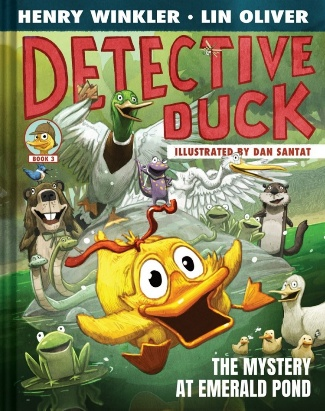 HENRY WINKLER • LIN OLIVER
DETECTIVE
DUCK
BOOK 3
ILLUSTRATED BY DAN SANTAT
THE MYSTERY
AT EMERALD POND